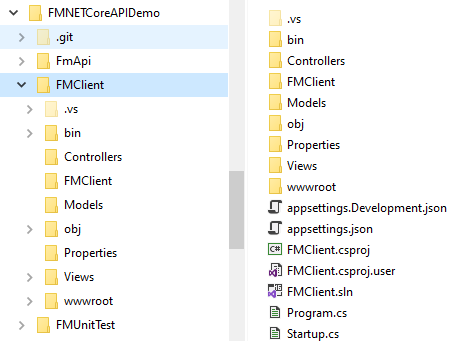 FMNETCoreAPIDemo
.git
FmApi
FMClient
.vs
bin
Controllers
FMClient
Models
obj
Properties
Views
wwwroot
FMUnitTest
.vs
bin
Controllers
FMClient
Models
obj
Properties
Views
wwwroot
appsettings.Development.json
appsettings.json
C# FMClient.csproj
FMClient.csproj.user
FMClient.sln
Program.cs
Startup.cs